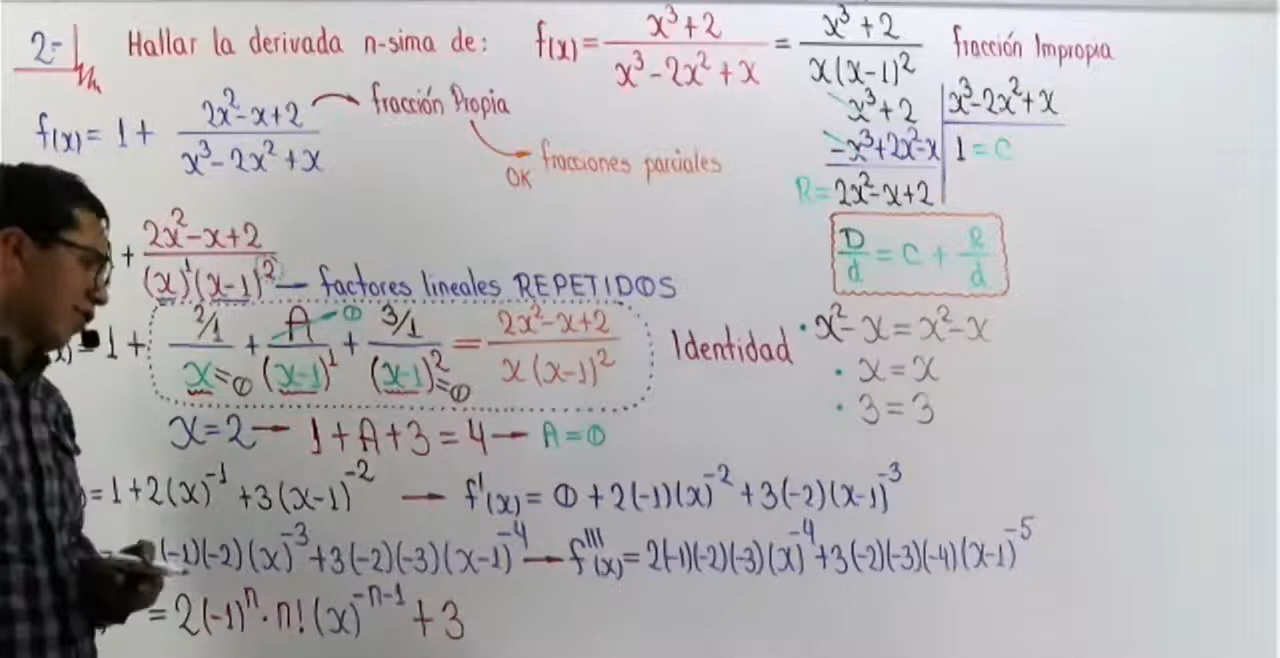 2- Hallar la derivada n-sima de: f(x) = (x³+2)/(x³-2x²+x) = (x³+2)/(x(x-1)²) fracción Impropia
x³+2 | x³-2x²+x
-x³+2x²-x | 1 = C
R = 2x²-x+2
f(x) = 1 + (2x²-x+2)/(x³-2x²+x) fracción Propia
OK fracciones parciales
D/d = C + R/d
+ (2x²-x+2)/((x)¹(x-1)²) factores lineales REPETIDOS
= 1 + (2/1)/(x=0) + A/(x-1)¹ + (3/1)/((x-1)²=0) = (2x²-x+2)/(x(x-1)²) Identidad
A → 0
• x²-x = x²-x
• x = x
• 3 = 3
x=2 → 1+A+3=4 → A=0
= 1+2(x)⁻¹+3(x-1)⁻² → f'(x) = 0+2(-1)(x)⁻²+3(-2)(x-1)⁻³
(-1)(-2)(x)⁻³+3(-2)(-3)(x-1)⁻⁴ → f'''(x) = 2(-1)(-2)(-3)(x)⁻⁴+3(-2)(-3)(-4)(x-1)⁻⁵
= 2(-1)ⁿ·n!(x)⁻ⁿ⁻¹ + 3